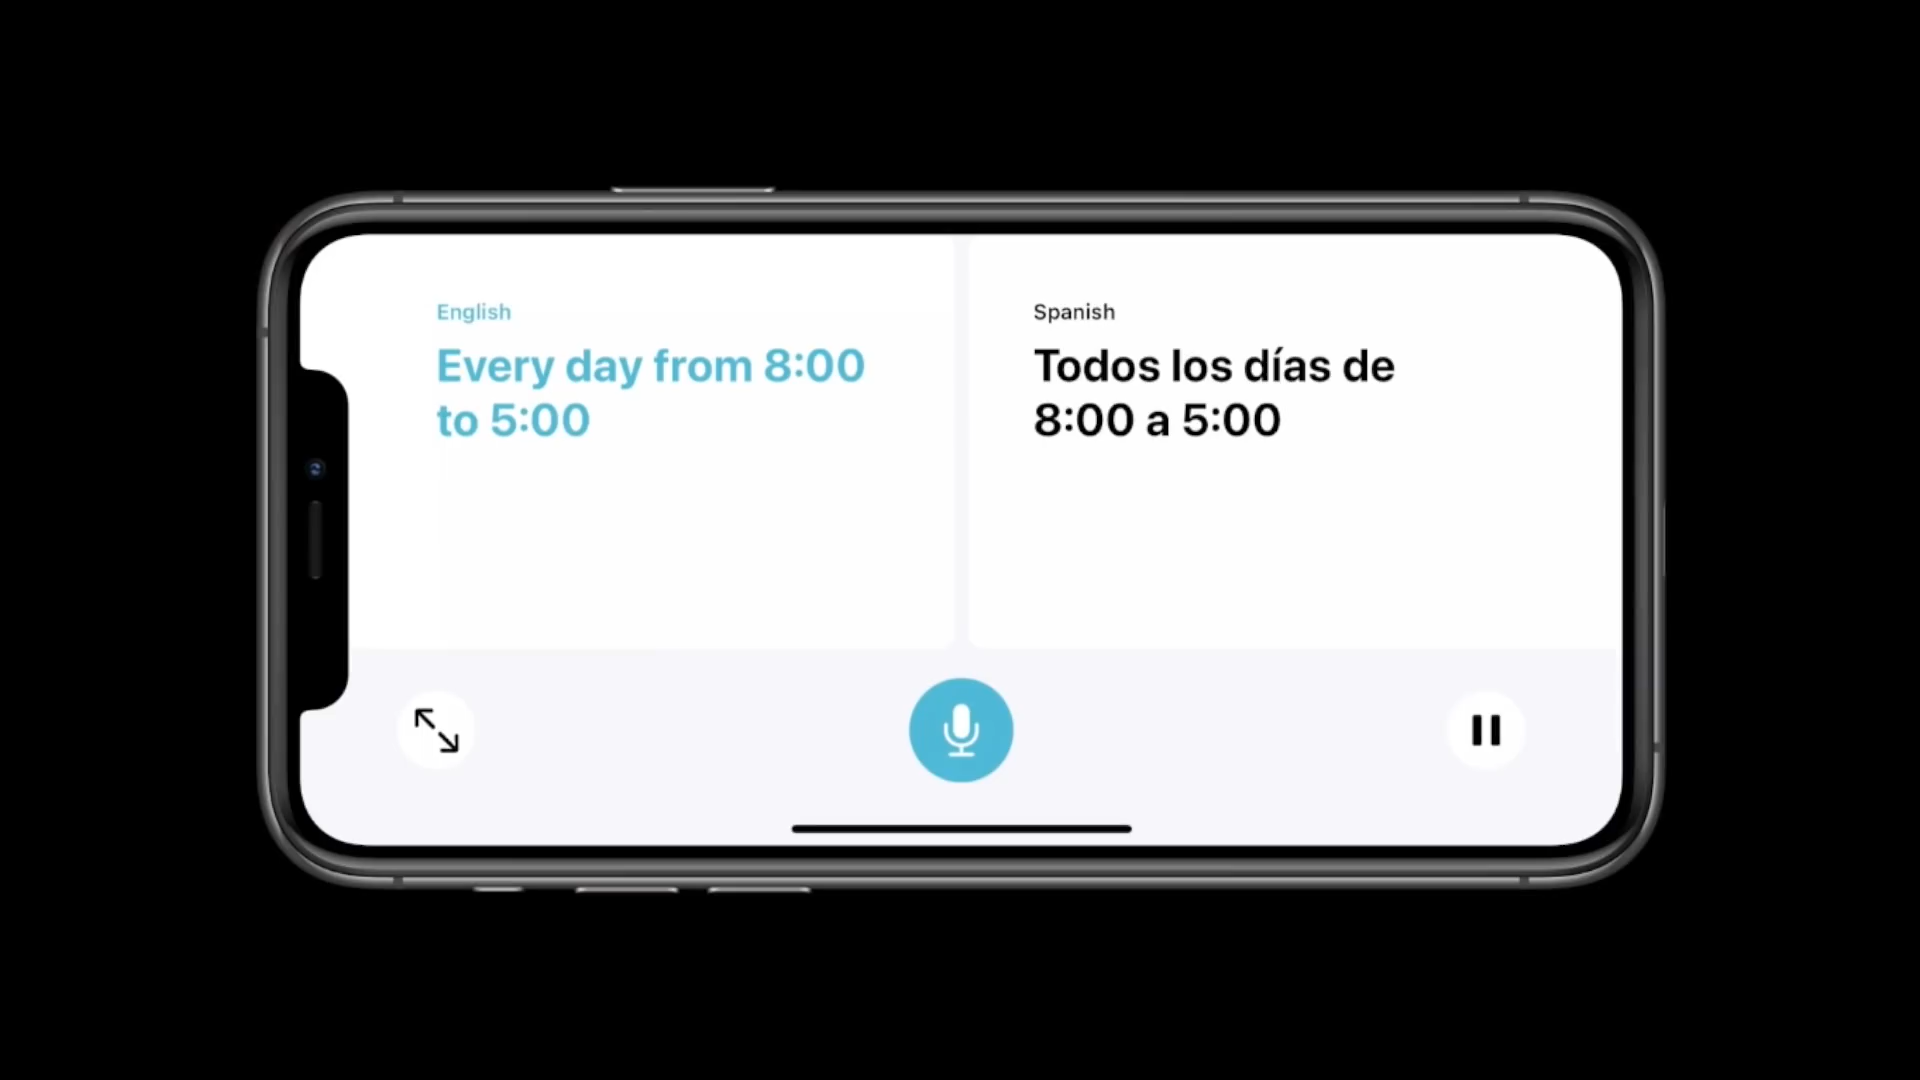 English
Every day from 8:00
to 5:00
Spanish
Todos los días de
8:00 a 5:00